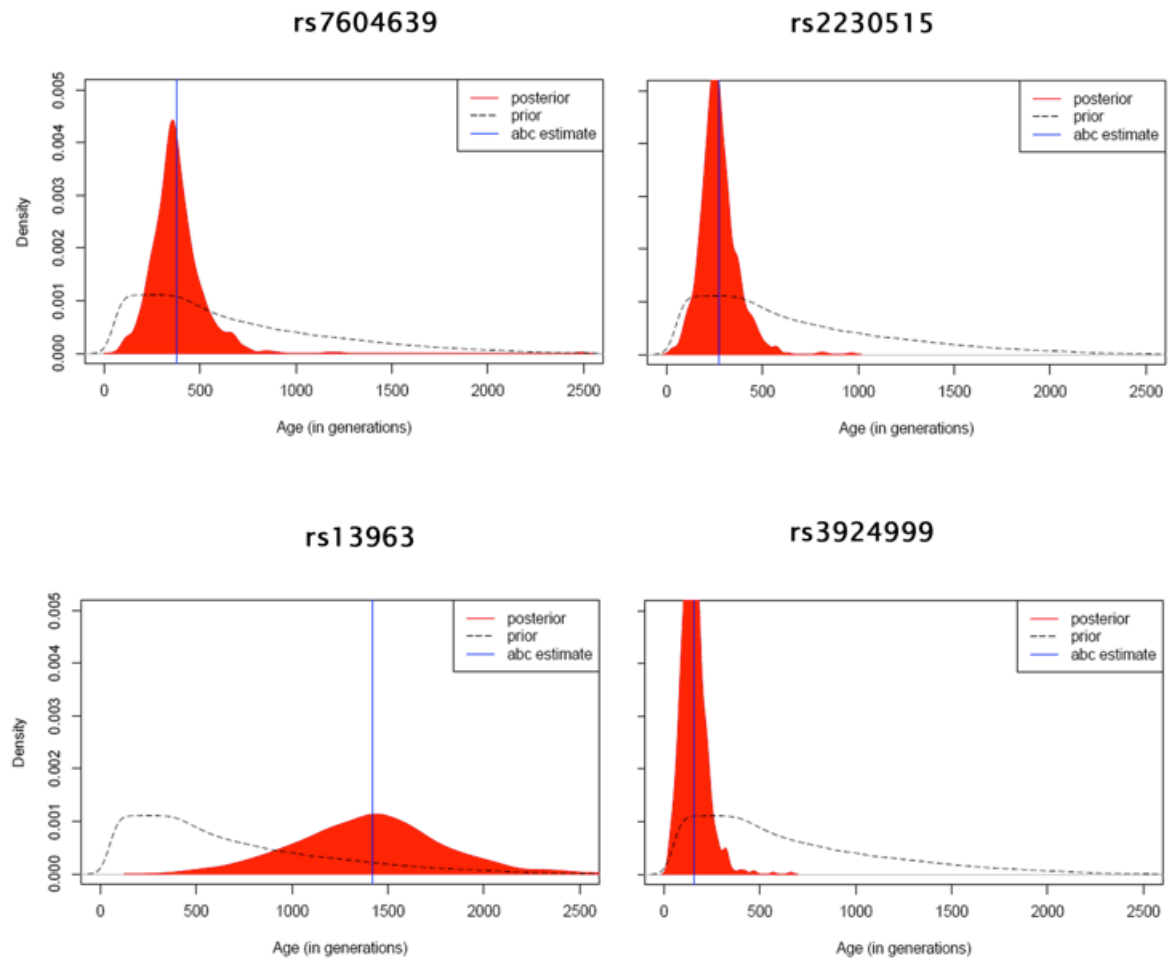 rs7604639
posterior
prior
abc estimate
0.005
0.004
0.003
0.002
0.001
0.000
Density
0 500 1000 1500 2000 2500
Age (in generations)
rs2230515
posterior
prior
abc estimate
0 500 1000 1500 2000 2500
Age (in generations)
rs13963
posterior
prior
abc estimate
0.005
0.004
0.003
0.002
0.001
0.000
Density
0 500 1000 1500 2000 2500
Age (in generations)
rs3924999
posterior
prior
abc estimate
0 500 1000 1500 2000 2500
Age (in generations)